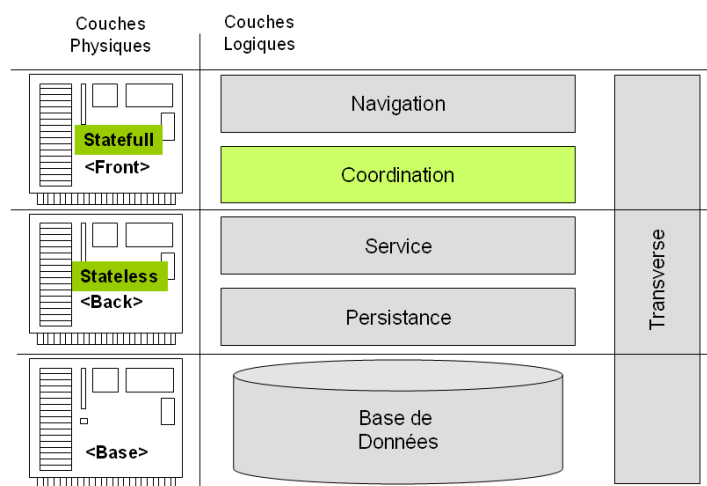 Couches
Physiques
Couches
Logiques
Statefull
<Front>
Navigation
Coordination
Stateless
<Back>
Service
Persistance
Transverse
<Base>
Base de
Données